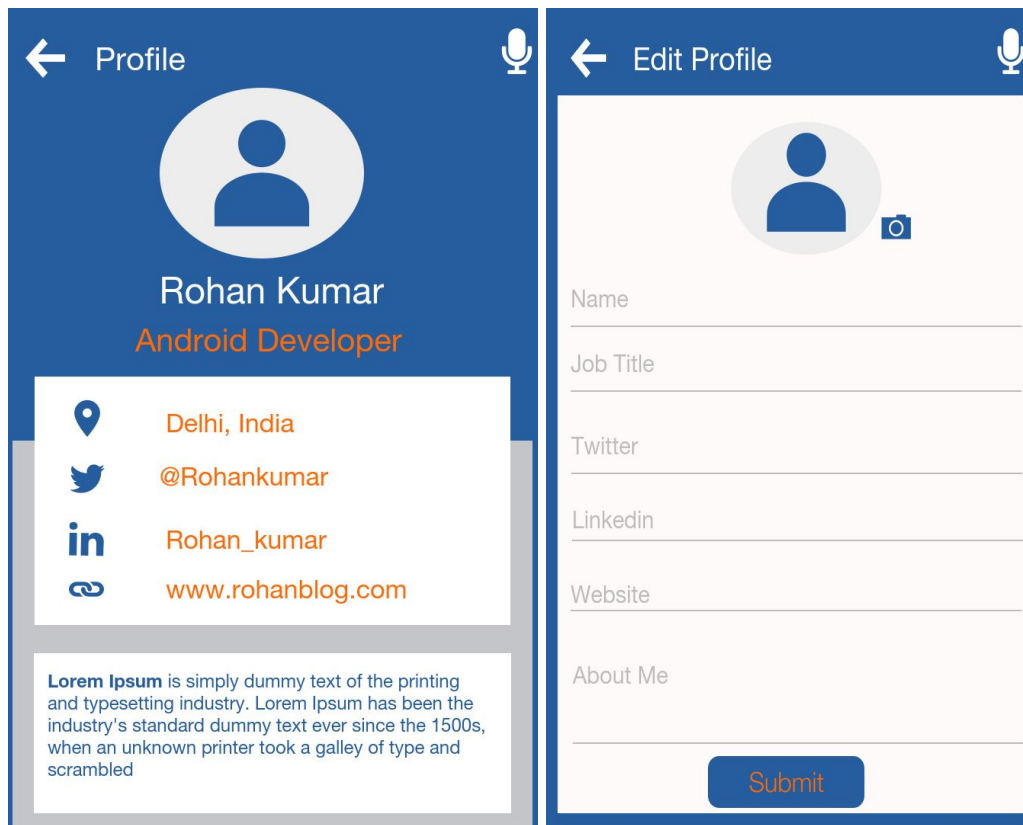 Profile
Rohan Kumar
Android Developer
Delhi, India
@Rohankumar
in
Rohan_kumar
www.rohanblog.com
Lorem Ipsum is simply dummy text of the printing
and typesetting industry. Lorem Ipsum has been the
industry's standard dummy text ever since the 1500s,
when an unknown printer took a galley of type and
scrambled
Edit Profile
Name
Job Title
Twitter
Linkedin
Website
About Me
Submit